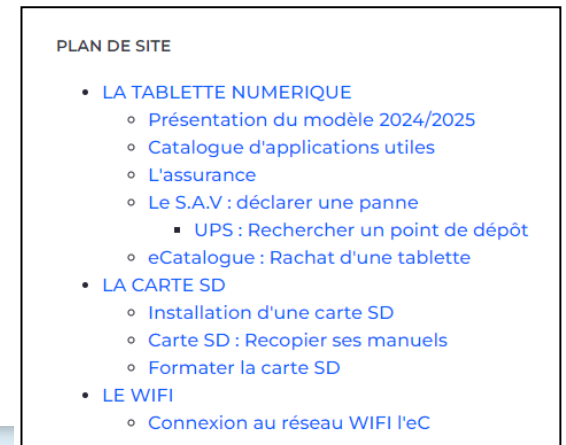 PLAN DE SITE
LA TABLETTE NUMERIQUE
Présentation du modèle 2024/2025
Catalogue d'applications utiles
L'assurance
Le S.A.V : déclarer une panne
UPS : Rechercher un point de dépôt
eCatalogue : Rachat d'une tablette
LA CARTE SD
Installation d'une carte SD
Carte SD : Recopier ses manuels
Formater la carte SD
LE WIFI
Connexion au réseau WIFI l'eC